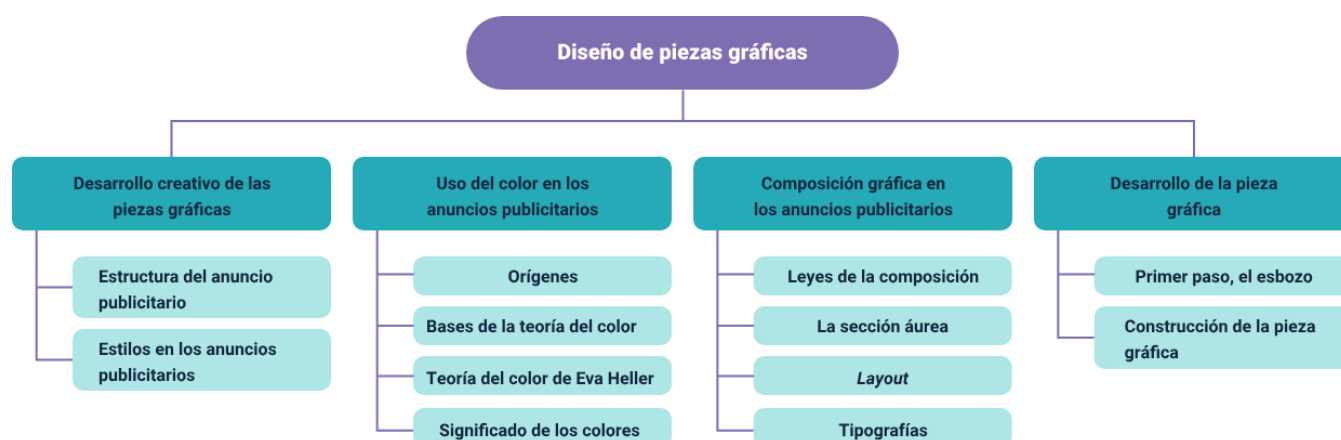 Diseño de piezas gráficas
Desarrollo creativo de las
piezas gráficas
Estructura del anuncio
publicitario
Estilos en los anuncios
publicitarios
Uso del color en los
anuncios publicitarios
Orígenes
Bases de la teoría del color
Teoría del color de Eva Heller
Significado de los colores
Composición gráfica en
los anuncios publicitarios
Leyes de la composición
La sección áurea
Layout
Tipografías
Desarrollo de la pieza
gráfica
Primer paso, el esbozo
Construcción de la pieza
gráfica